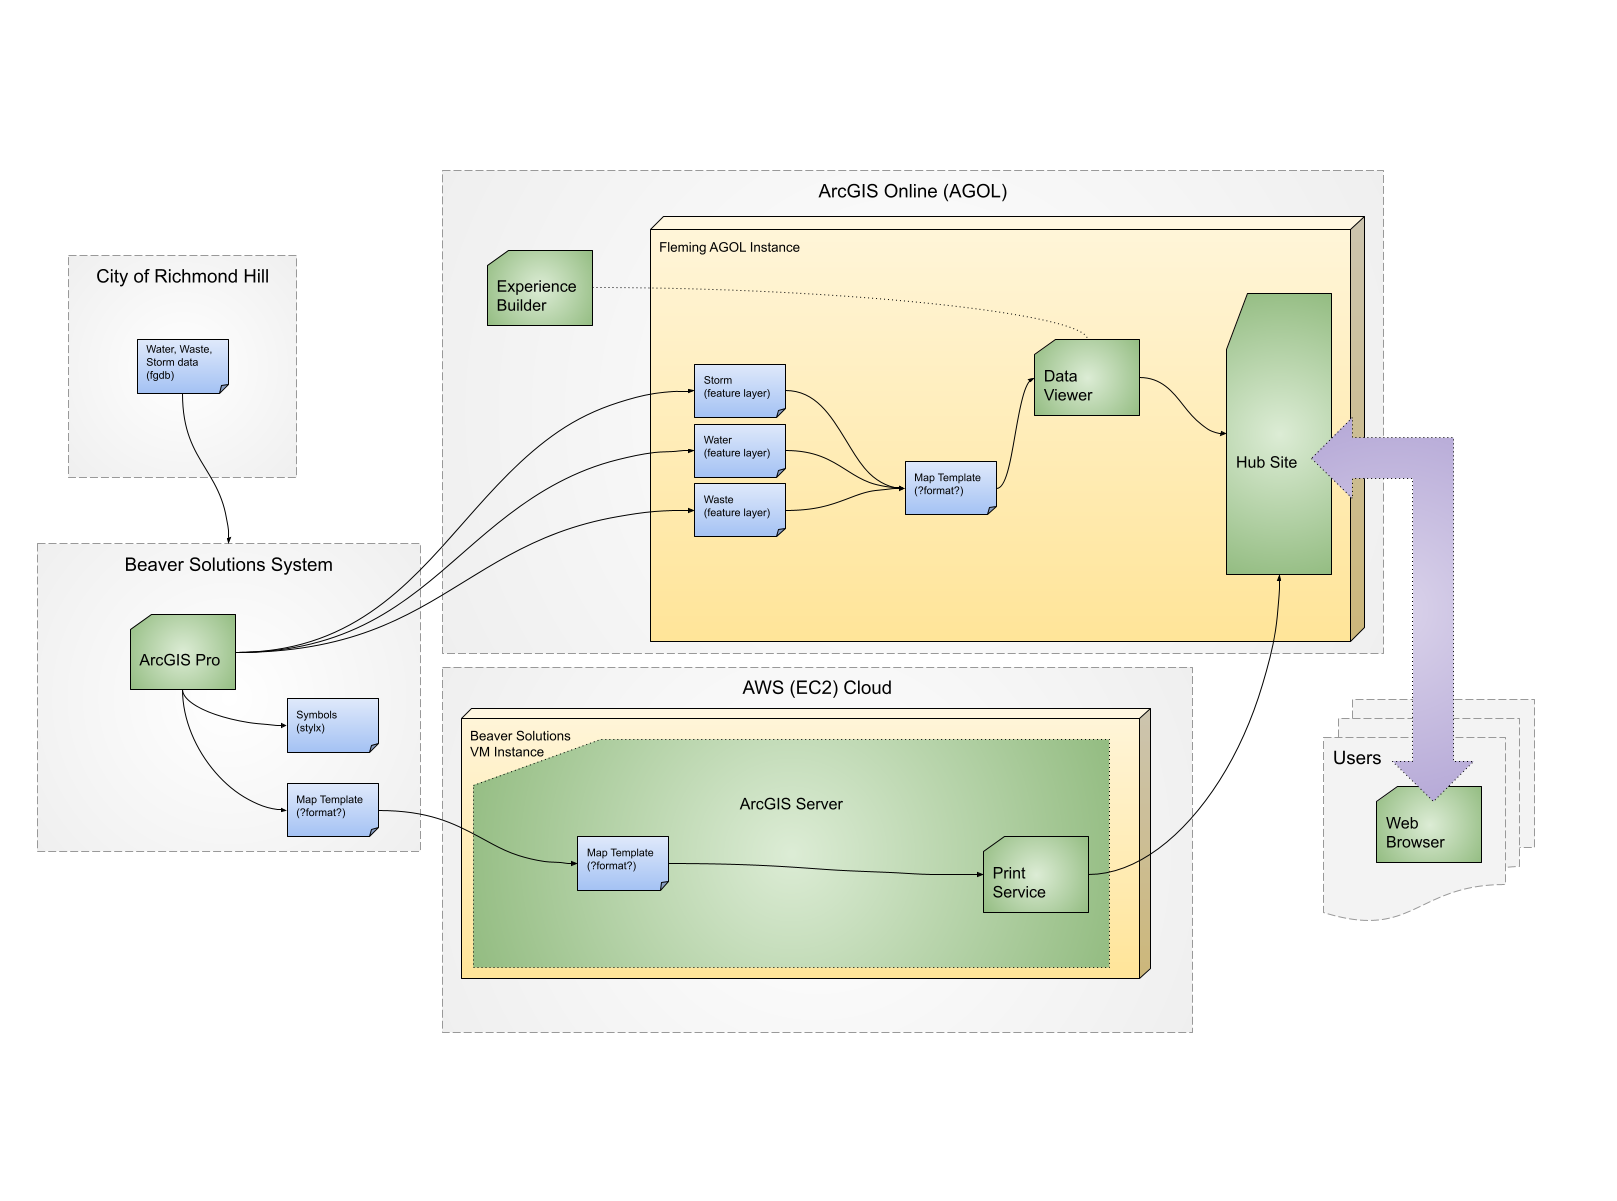 ArcGIS Online (AGOL)
Fleming AGOL Instance
City of Richmond Hill
Experience
Builder
Water, Waste,
Storm data
(fgdb)
Storm
(feature layer)
Data
Viewer
Water
(feature layer)
Hub Site
Map Template
(?format?)
Waste
(feature layer)
Beaver Solutions System
ArcGIS Pro
Symbols
(stylx)
Map Template
(?format?)
AWS (EC2) Cloud
Beaver Solutions
VM Instance
ArcGIS Server
Map Template
(?format?)
Print
Service
Users
Web
Browser